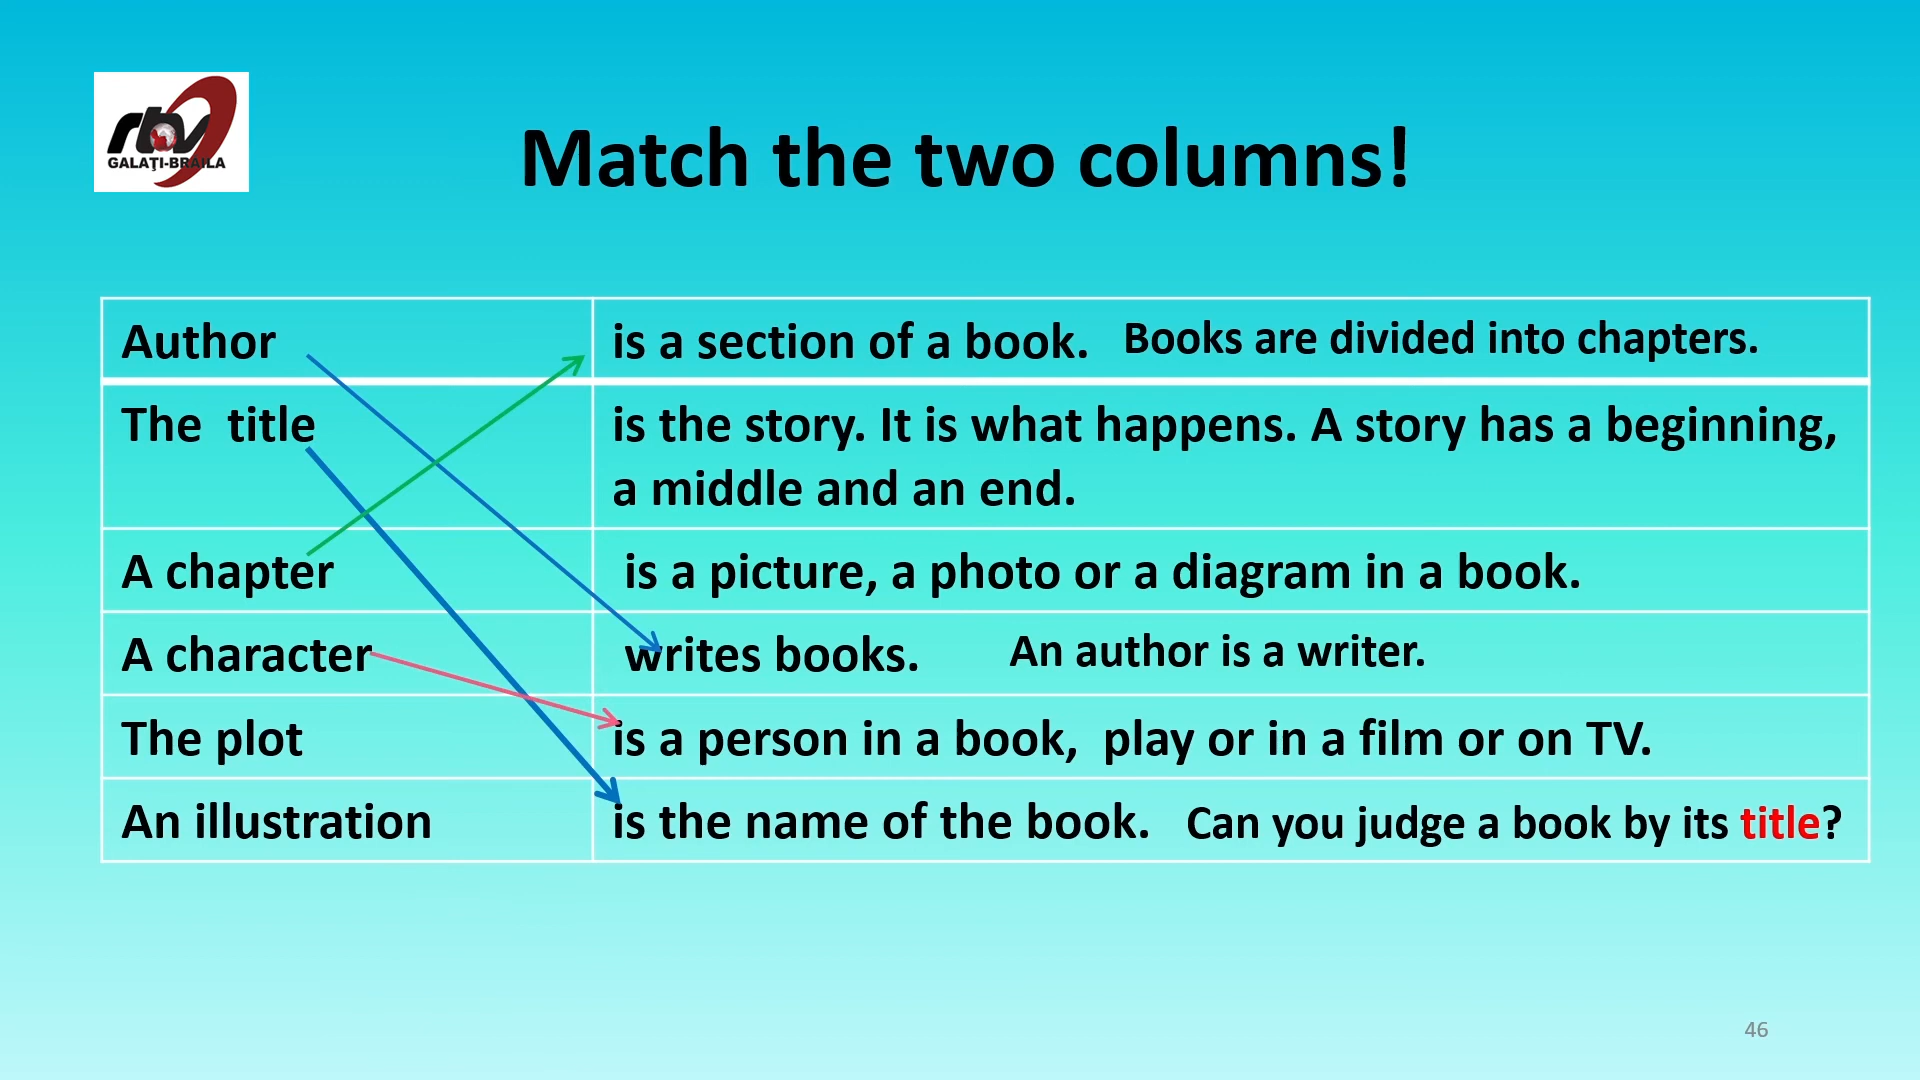 rtv
GALAŢI-BRAILA
Match the two columns!
Author
is a section of a book. Books are divided into chapters.
The title
is the story. It is what happens. A story has a beginning,
a middle and an end.
A chapter
is a picture, a photo or a diagram in a book.
A character
writes books. An author is a writer.
The plot
is a person in a book, play or in a film or on TV.
An illustration
is the name of the book. Can you judge a book by its title?
46